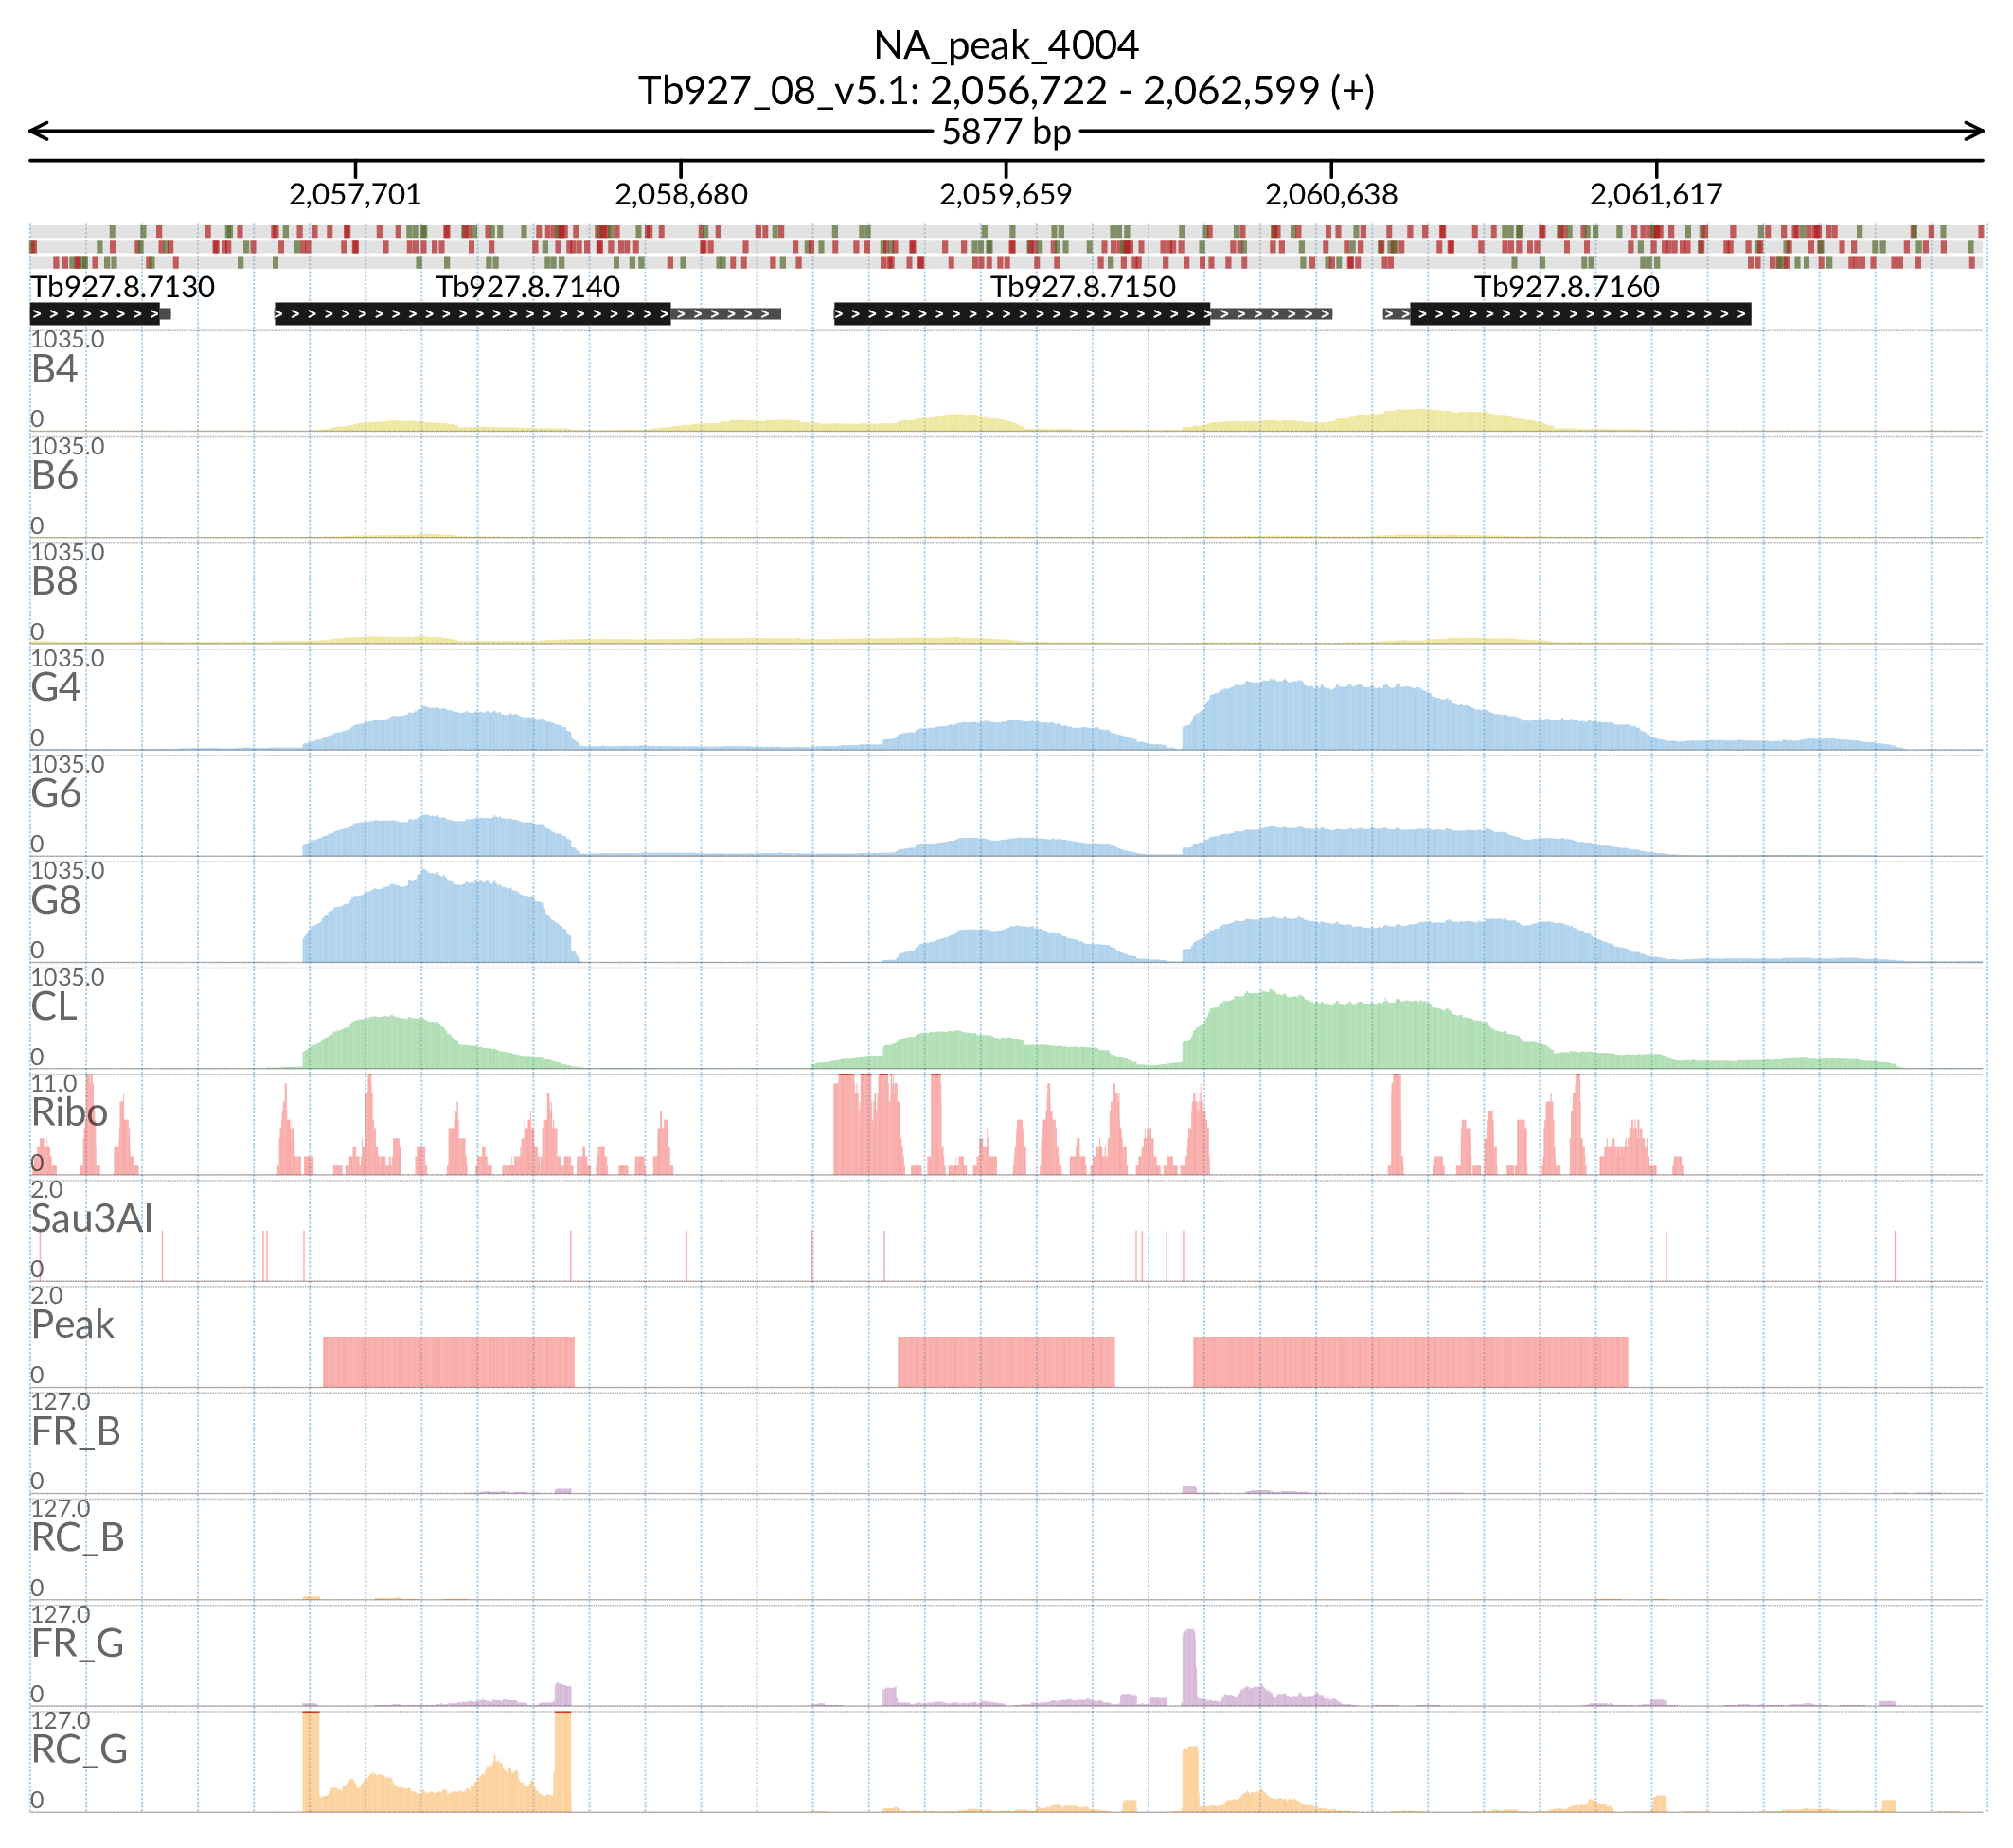 NA_peak_4004
Tb927_08_v5.1: 2,056,722 - 2,062,599 (+)
5877 bp
2,057,701 2,058,680 2,059,659 2,060,638 2,061,617
Tb927.8.7130 Tb927.8.7140 Tb927.8.7150 Tb927.8.7160
1035.0
B4
0
1035.0
B6
0
1035.0
B8
0
1035.0
G4
0
1035.0
G6
0
1035.0
G8
0
1035.0
CL
0
11.0
Ribo
0
2.0
Sau3AI
0
2.0
Peak
0
127.0
FR_B
0
127.0
RC_B
0
127.0
FR_G
0
127.0
RC_G
0